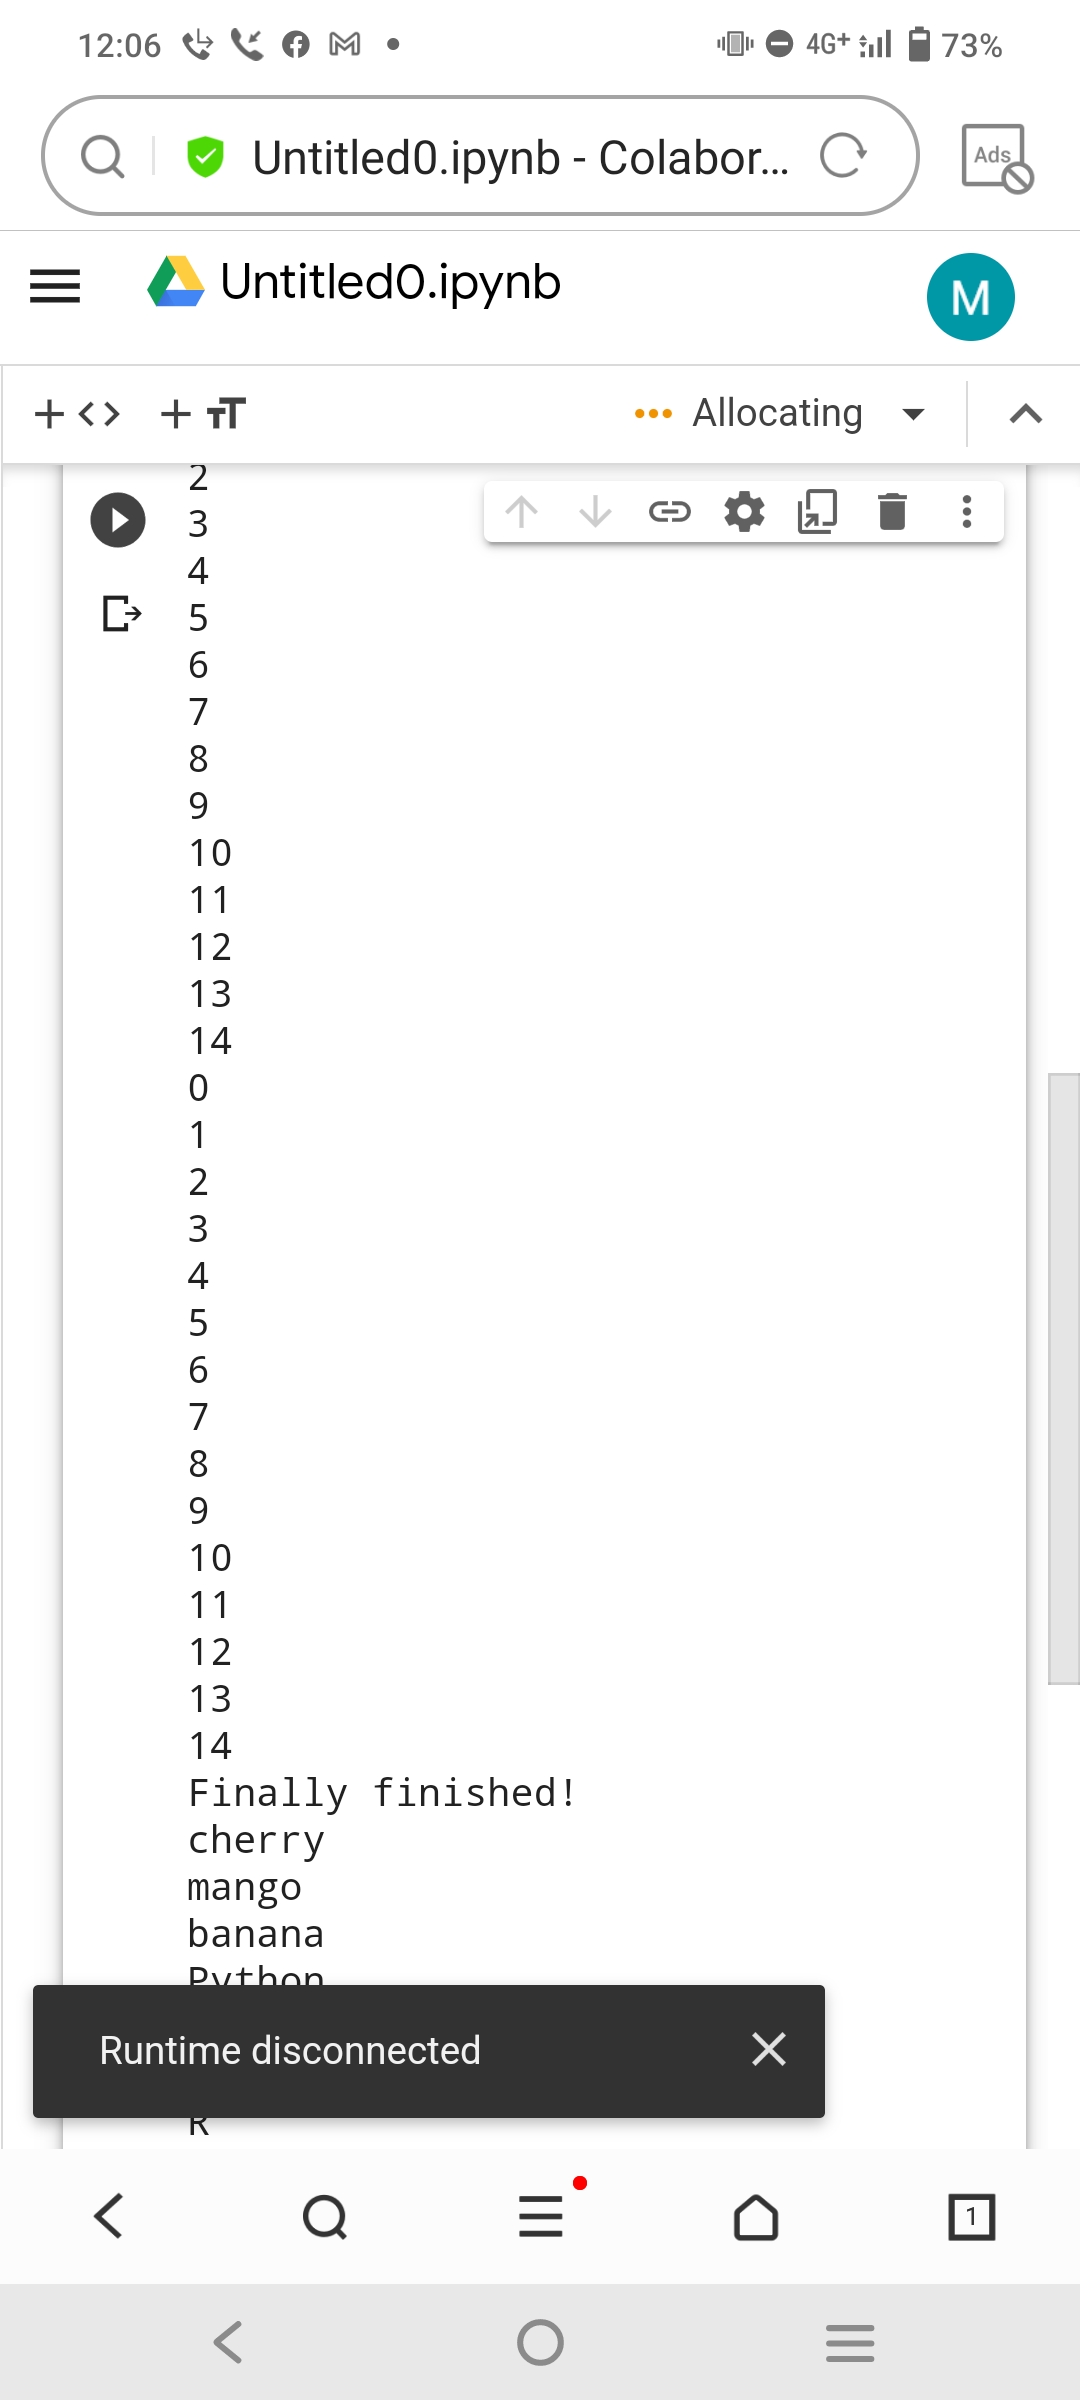 12:06
4G+
73%
Untitled0.ipynb - Colabor...
Ads
Untitled0.ipynb
M
Allocating
2
3
4
5
6
7
8
9
10
11
12
13
14
0
1
2
3
4
5
6
7
8
9
10
11
12
13
14
Finally finished!
cherry
mango
banana
Python
Runtime disconnected
R
1